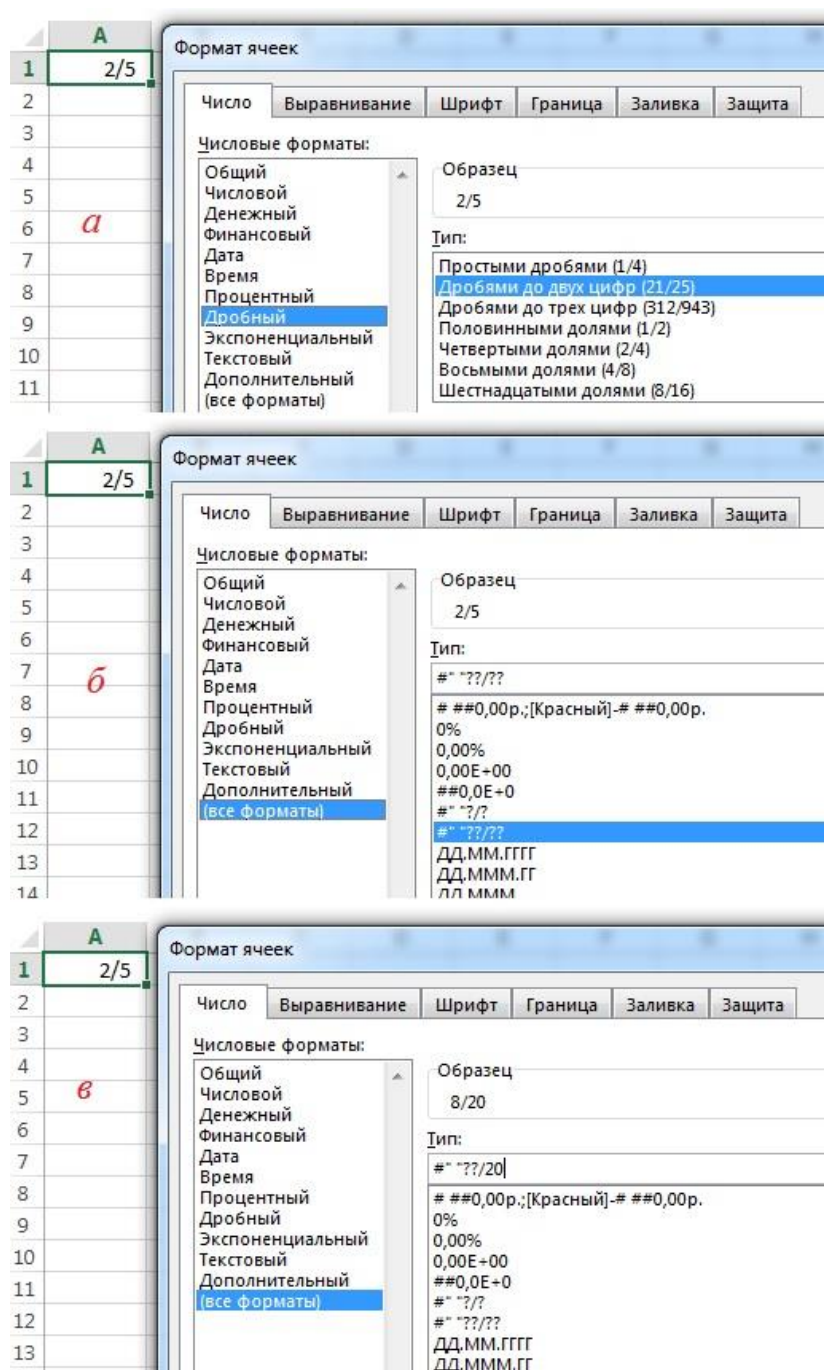 A
1 2/5
2
3
4
5
6
7
8
9
10
11
а
Формат ячеек
Число Выравнивание Шрифт Граница Заливка Защита
Числовые форматы:
Общий
Числовой
Денежный
Финансовый
Дата
Время
Процентный
Дробный
Экспоненциальный
Текстовый
Дополнительный
(все форматы)
Образец
2/5
Тип:
Простыми дробями (1/4)
Дробями до двух цифр (21/25)
Дробями до трех цифр (312/943)
Половинными долями (1/2)
Четвертыми долями (2/4)
Восьмыми долями (4/8)
Шестнадцатыми долями (8/16)
A
1 2/5
2
3
4
5
6
7
8
9
10
11
12
13
14
б
Формат ячеек
Число Выравнивание Шрифт Граница Заливка Защита
Числовые форматы:
Общий
Числовой
Денежный
Финансовый
Дата
Время
Процентный
Дробный
Экспоненциальный
Текстовый
Дополнительный
(все форматы)
Образец
2/5
Тип:
#" "??/??
# ##0,00р.;[Красный]-# ##0,00р.
0%
0,00%
0,00E+00
##0,0E+0
#" "?/?
#" "??/??
ДД.ММ.ГГГГ
ДД.МММ.ГГ
ДД.МММ
A
1 2/5
2
3
4
5
6
7
8
9
10
11
12
13
в
Формат ячеек
Число Выравнивание Шрифт Граница Заливка Защита
Числовые форматы:
Общий
Числовой
Денежный
Финансовый
Дата
Время
Процентный
Дробный
Экспоненциальный
Текстовый
Дополнительный
(все форматы)
Образец
8/20
Тип:
#" "??/20
# ##0,00р.;[Красный]-# ##0,00р.
0%
0,00%
0,00E+00
##0,0E+0
#" "?/?
#" "??/??
ДД.ММ.ГГГГ
ДД.МММ.ГГ